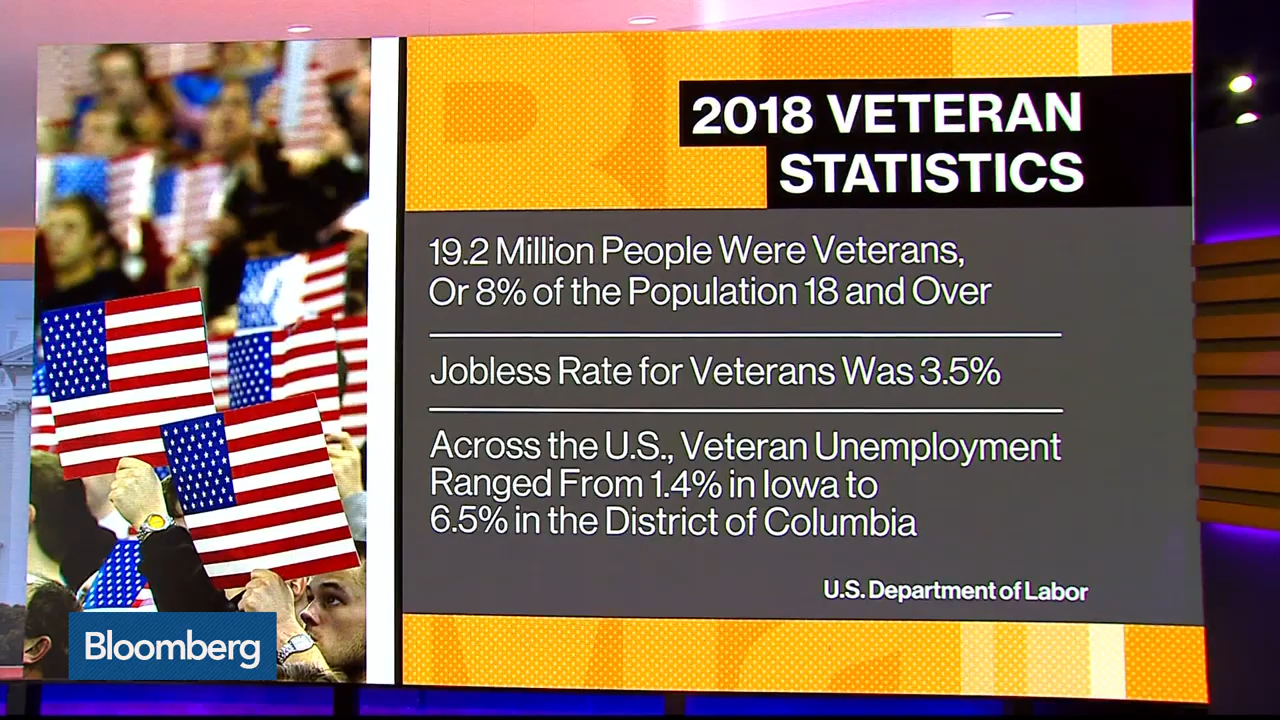 2018 VETERAN
STATISTICS
19.2 Million People Were Veterans,
Or 8% of the Population 18 and Over
Jobless Rate for Veterans Was 3.5%
Across the U.S., Veteran Unemployment
Ranged From 1.4% in Iowa to
6.5% in the District of Columbia
U.S. Department of Labor
Bloomberg